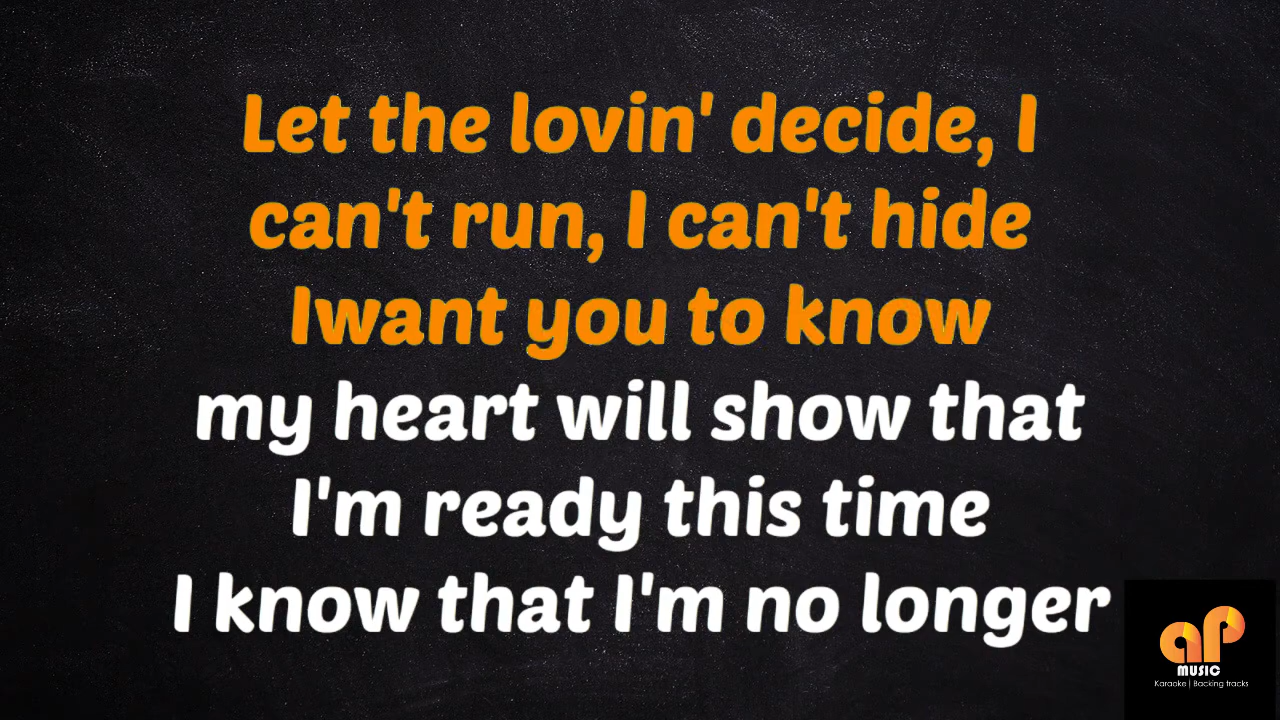 Let the lovin' decide, I
can't run, I can't hide
Iwant you to know
my heart will show that
I'm ready this time
I know that I'm no longer
ap
MUSIC
Karaoke | Backing tracks